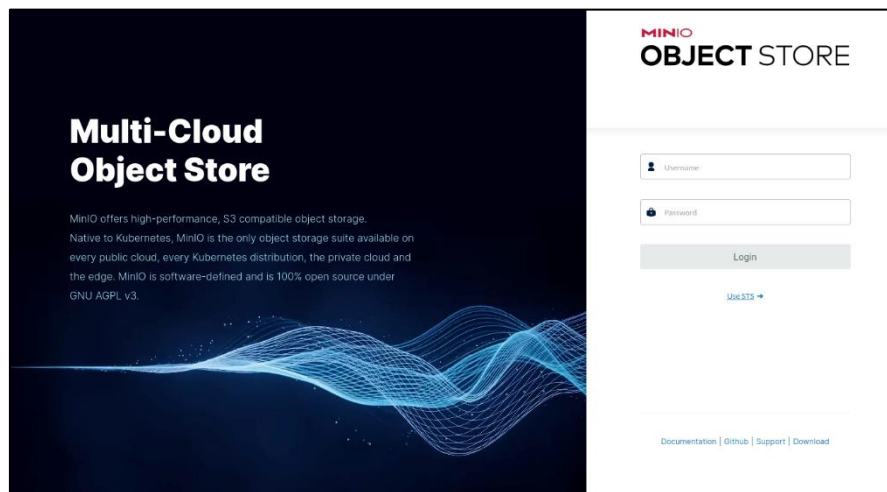 Multi-Cloud
Object Store
MinIO offers high-performance, S3 compatible object storage.
Native to Kubernetes, MinIO is the only object storage suite available on
every public cloud, every Kubernetes distribution, the private cloud and
the edge. MinIO is software-defined and is 100% open source under
GNU AGPL v3.
MINIO
OBJECT STORE
Username
Password
Login
Use STS ➔
Documentation | Github | Support | Download